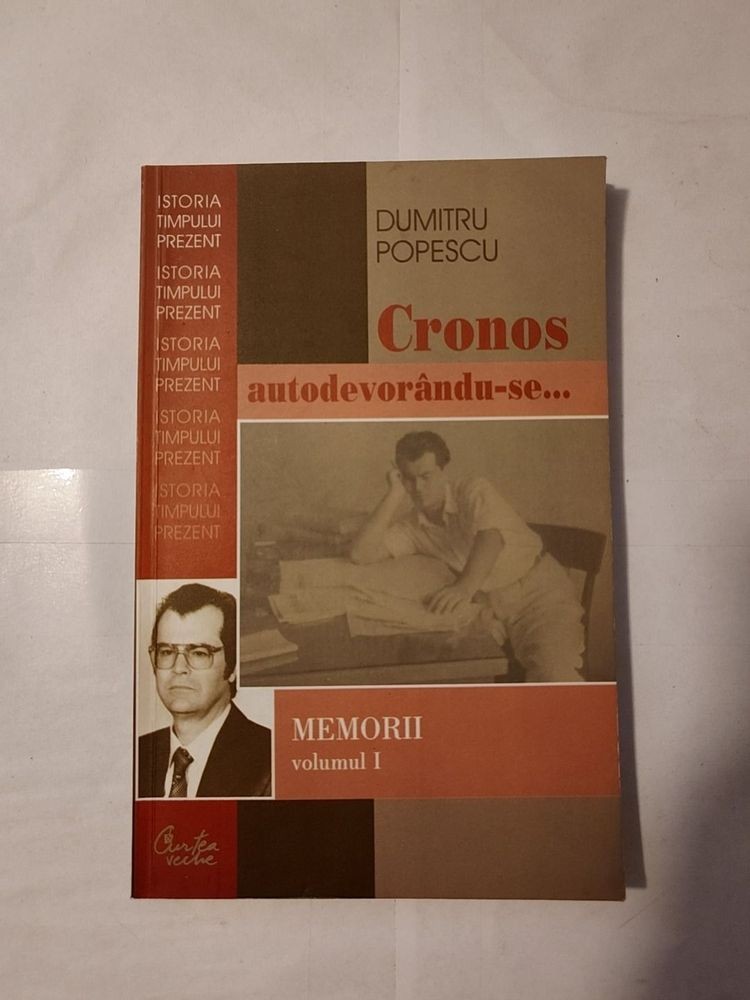 ISTORIA
TIMPULUI
PREZENT
ISTORIA
TIMPULUI
PREZENT
ISTORIA
TIMPULUI
PREZENT
ISTORIA
TIMPULUI
PREZENT
ISTORIA
TIMPULUI
PREZENT
DUMITRU
POPESCU
Cronos
autodevorându-se...
MEMORII
volumul I
Curtea
veche